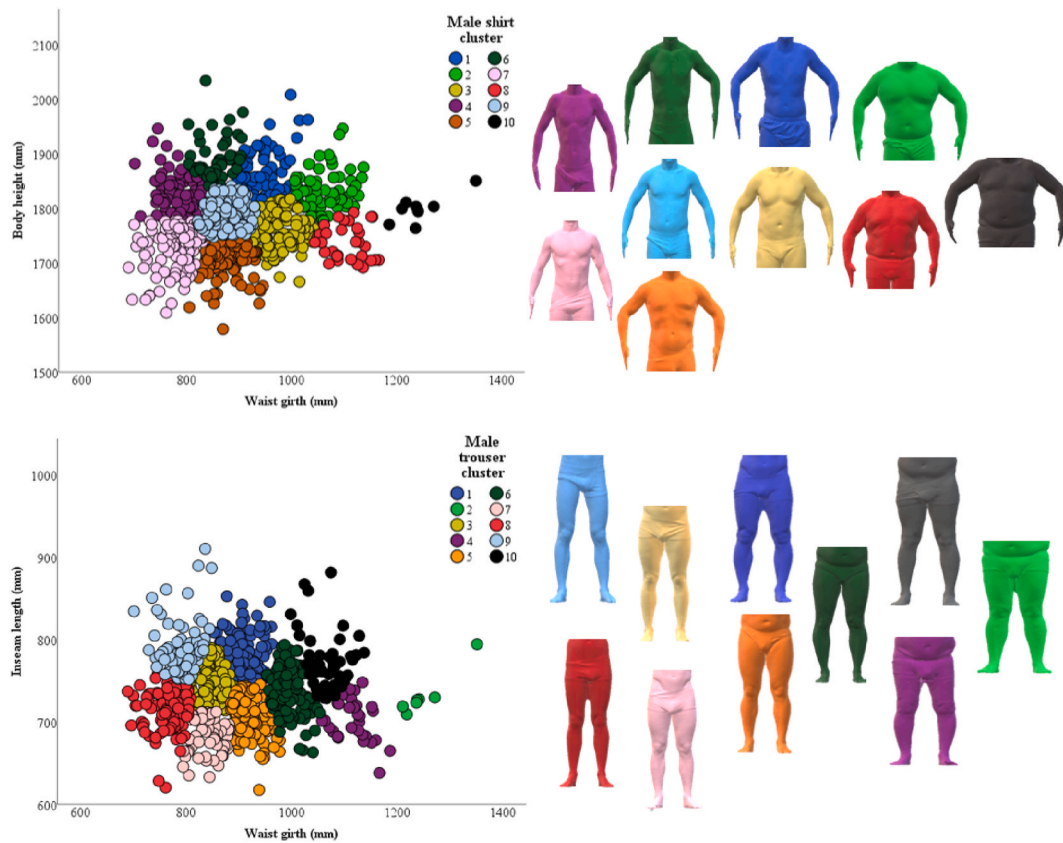 Male shirt
cluster
1 6
2 7
3 8
4 9
5 10
2100
2000
1900
1800
1700
1600
1500
Body height (mm)
600 800 1000 1200 1400
Waist girth (mm)
Male
trouser
cluster
1 6
2 7
3 8
4 9
5 10
1000
900
800
700
600
Inseam length (mm)
600 800 1000 1200 1400
Waist girth (mm)